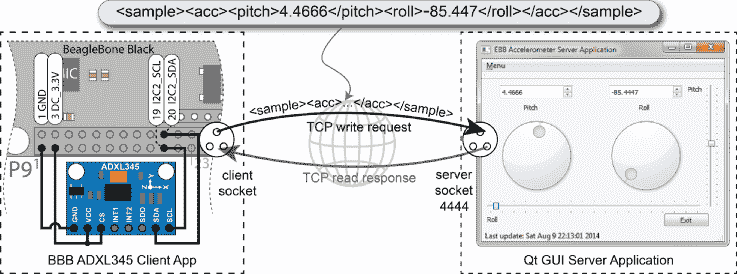 <sample><acc><pitch>4.4666</pitch><roll>-85.447</roll></acc></sample>
BeagleBone Black
1 GND
3 DC_3.3V
19 I2C2_SCL
20 I2C2_SDA
P9
1
ADXL345
Z
Y
X
GND
VCC
CS
INT1
INT2
SDO
SDA
SCL
BBB ADXL345 Client App
<sample><acc>...</acc></sample>
TCP write request
TCP read response
client
socket
server
socket
4444
EBB Accelerometer Server Application
Menu
4.4666
-85.4447
Pitch
Pitch
Roll
Roll
Exit
Last update: Sat Aug 9 22:13:01 2014
Qt GUI Server Application